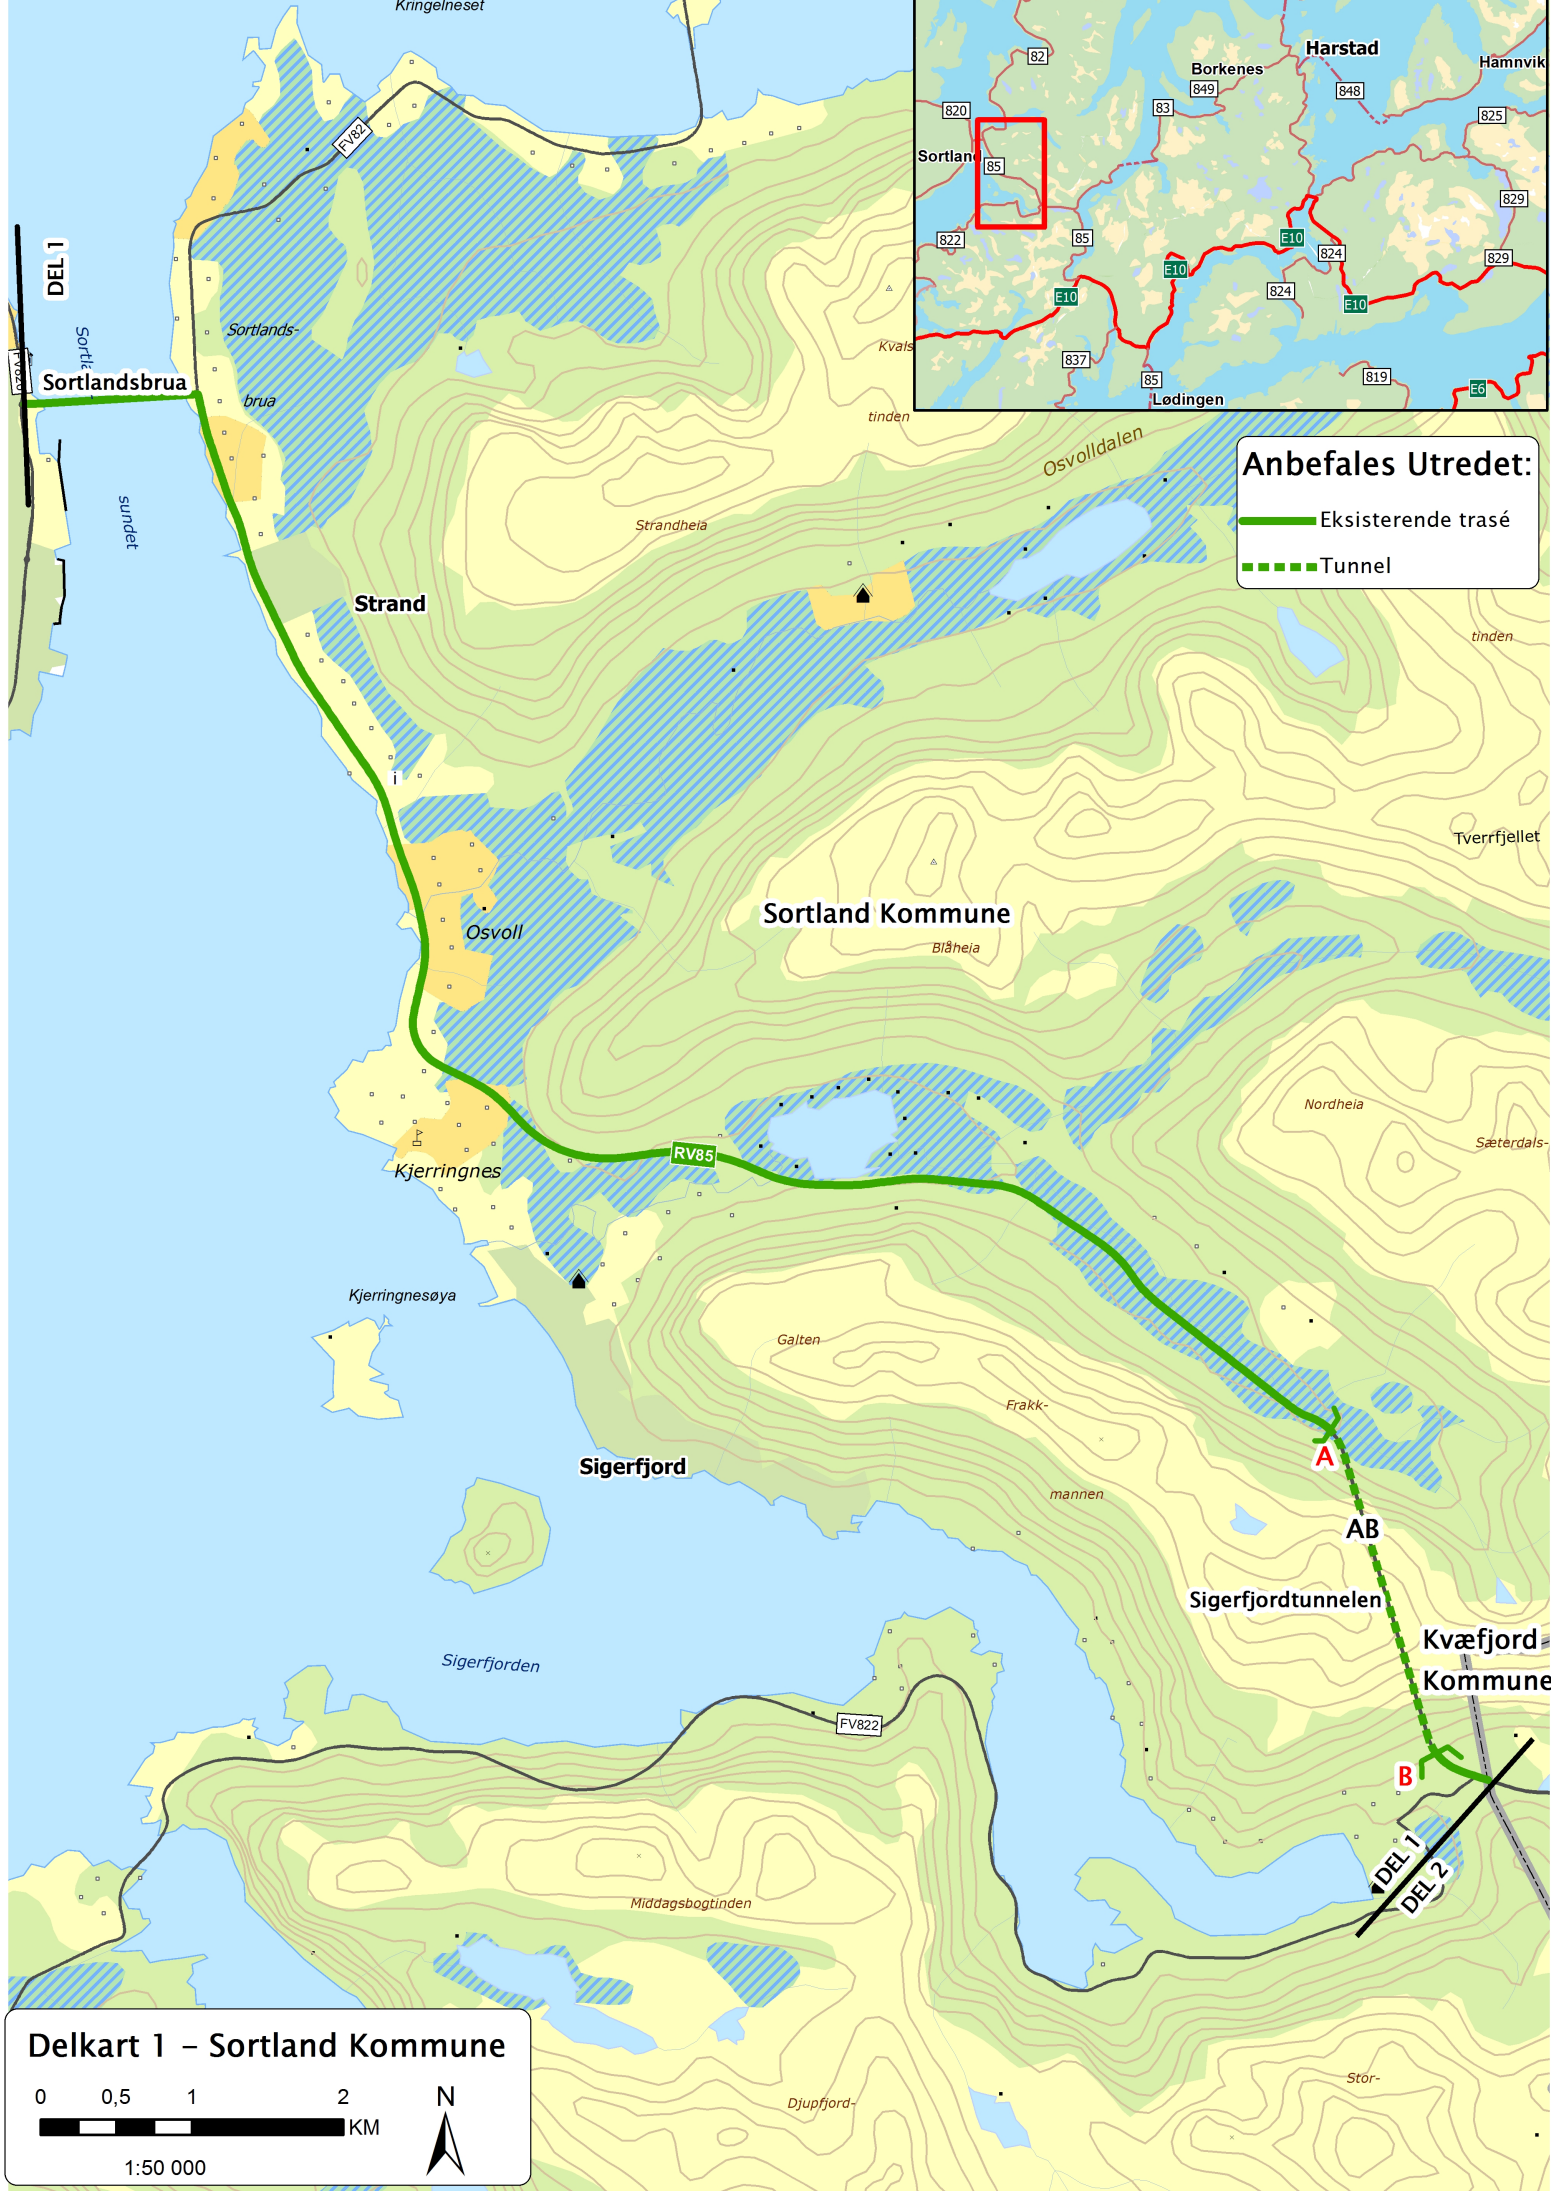 Kringelneset
82
Harstad
Hamnvik
Borkenes
849
848
820
83
825
Sortland
85
829
822
85
E10
824
829
E10
824
E10
E10
837
85
819
E6
Lødingen
FV82
DEL 1
Sortlands-
brua
Sortlandsbrua
sundet
Kvals
tinden
Osvolldalen
Anbefales Utredet:
Eksisterende trasé
Tunnel
Strandheia
Strand
tinden
i
Tverrfjellet
Sortland Kommune
Blåheia
Osvoll
Nordheia
Sæterdals-
RV85
Kjerringnes
Kjerringnesøya
Galten
Frakk-
mannen
A
Sigerfjord
AB
Sigerfjordtunnelen
Kvæfjord
Kommune
Sigerfjorden
FV822
B
DEL 1
DEL 2
Middagsbogtinden
Djupfjord-
Stor-
Delkart 1 – Sortland Kommune
0 0,5 1 2
KM
N
1:50 000